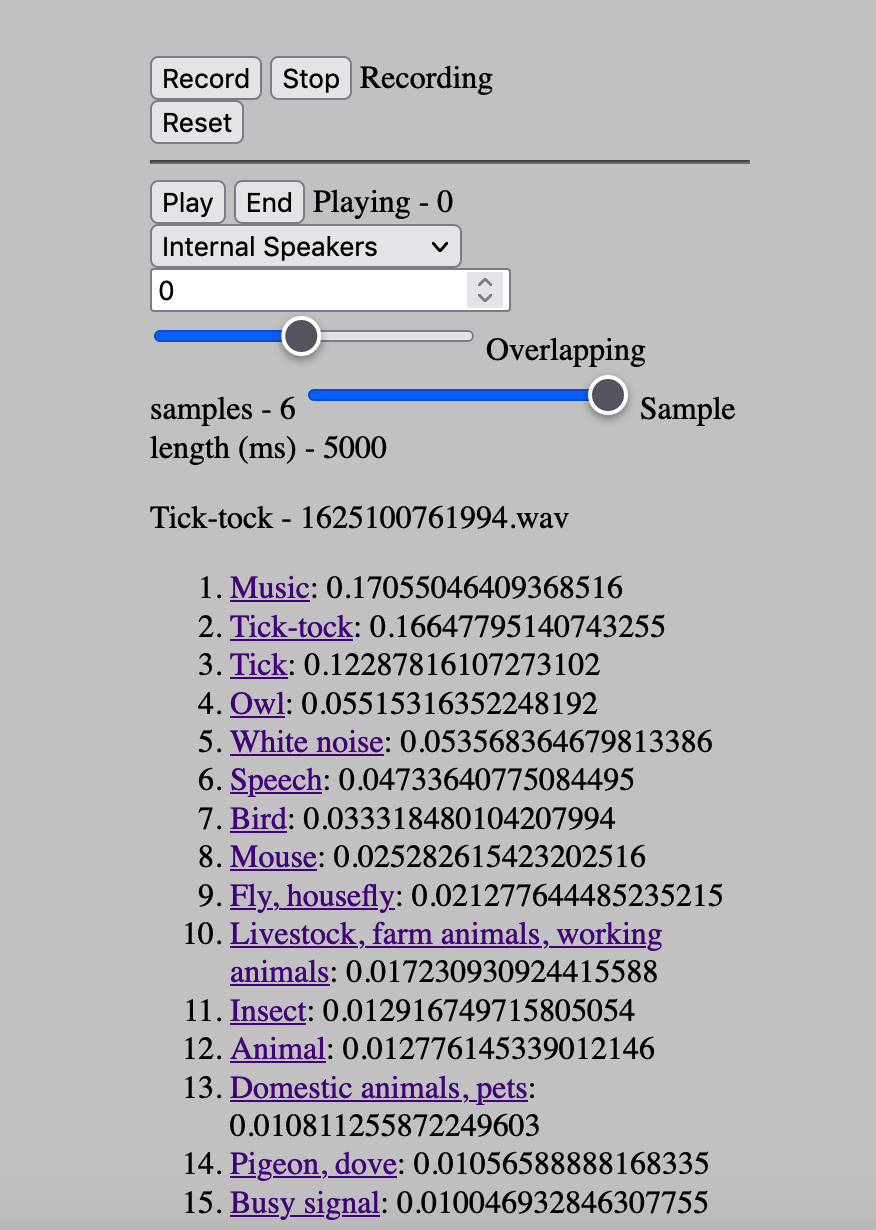 Record Stop Recording
Reset
Play End Playing - 0
Internal Speakers
0
Overlapping
samples - 6 Sample
length (ms) - 5000
Tick-tock - 1625100761994.wav
1. Music: 0.17055046409368516
2. Tick-tock: 0.16647795140743255
3. Tick: 0.12287816107273102
4. Owl: 0.05515316352248192
5. White noise: 0.053568364679813386
6. Speech: 0.04733640775084495
7. Bird: 0.033318480104207994
8. Mouse: 0.025282615423202516
9. Fly, housefly: 0.021277644485235215
10. Livestock, farm animals, working
animals: 0.017230930924415588
11. Insect: 0.012916749715805054
12. Animal: 0.012776145339012146
13. Domestic animals, pets:
0.010811255872249603
14. Pigeon, dove: 0.01056588888168335
15. Busy signal: 0.010046932846307755